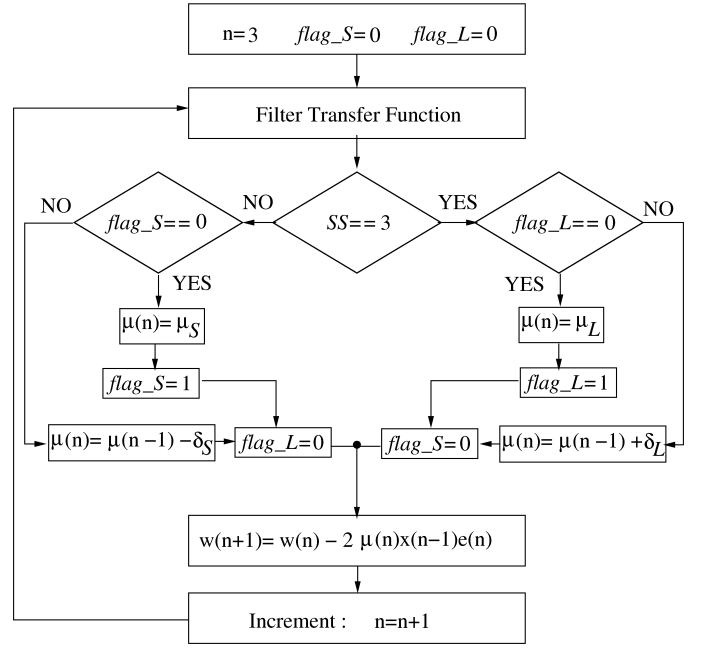 n=3 flag_S=0 flag_L=0
Filter Transfer Function
NO
NO
YES
NO
flag_S==0
SS==3
flag_L==0
YES
YES
μ(n)=μS
μ(n)=μL
flag_S=1
flag_L=1
μ(n)= μ(n −1) −δS
flag_L=0
flag_S=0
μ(n)= μ(n −1) +δL
w(n+1)= w(n) − 2 μ(n)x(n−1)e(n)
Increment : n=n+1